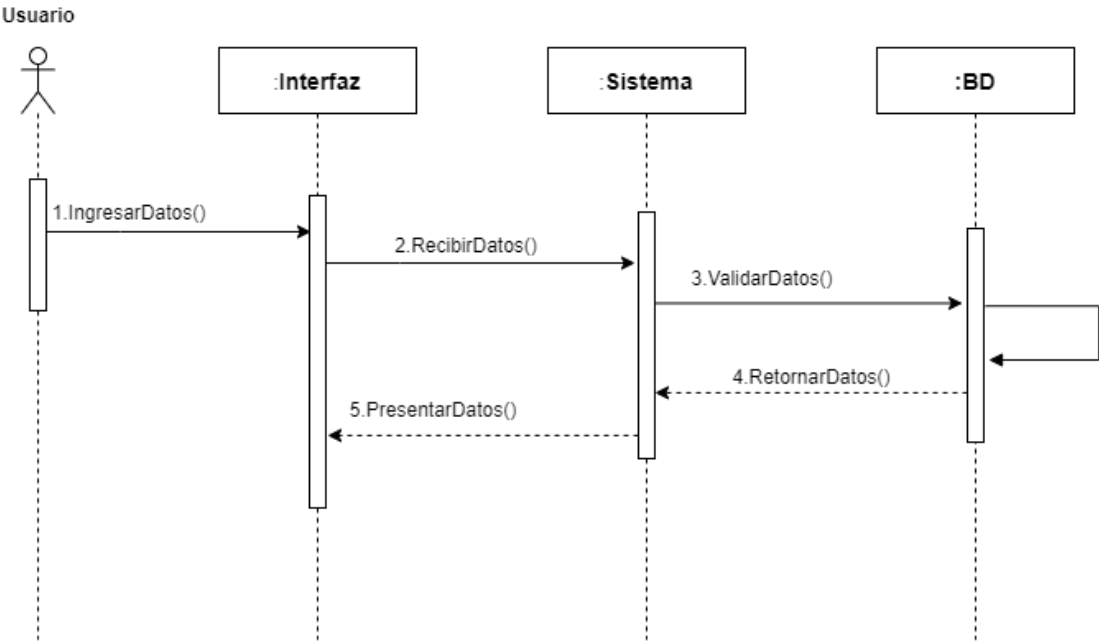 Usuario
:Interfaz
:Sistema
:BD
1.IngresarDatos()
2.RecibirDatos()
3.ValidarDatos()
4.RetornarDatos()
5.PresentarDatos()